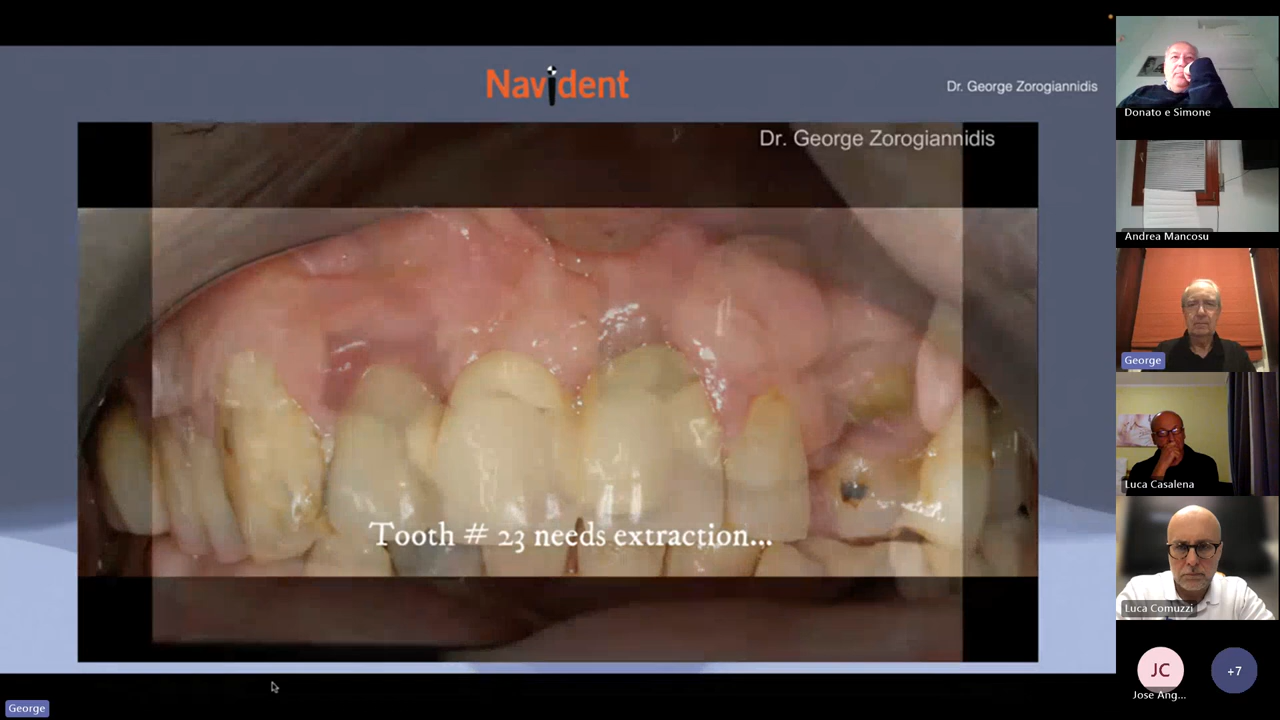 Navident
Dr. George Zorogiannidis
Dr. George Zorogiannidis
Tooth # 23 needs extraction...
George
Donato e Simone
Andrea Mancosu
George
Luca Casalena
Luca Comuzzi
JC
Jose Ang...
+7